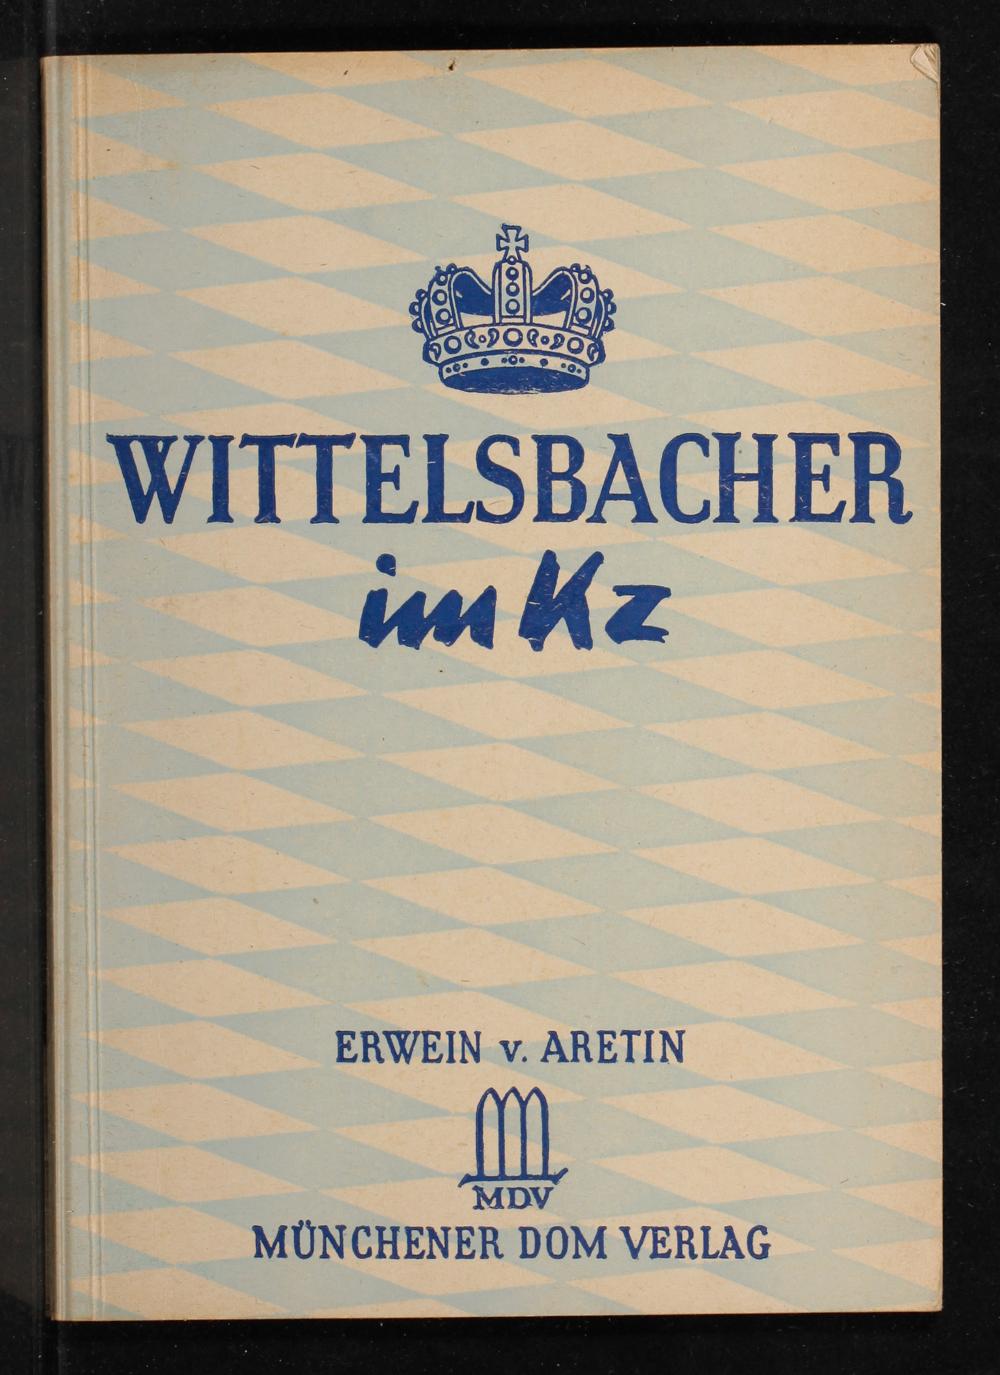 WITTELSBACHER
im Kz
ERWEIN v. ARETIN
MDV
MÜNCHENER DOM VERLAG